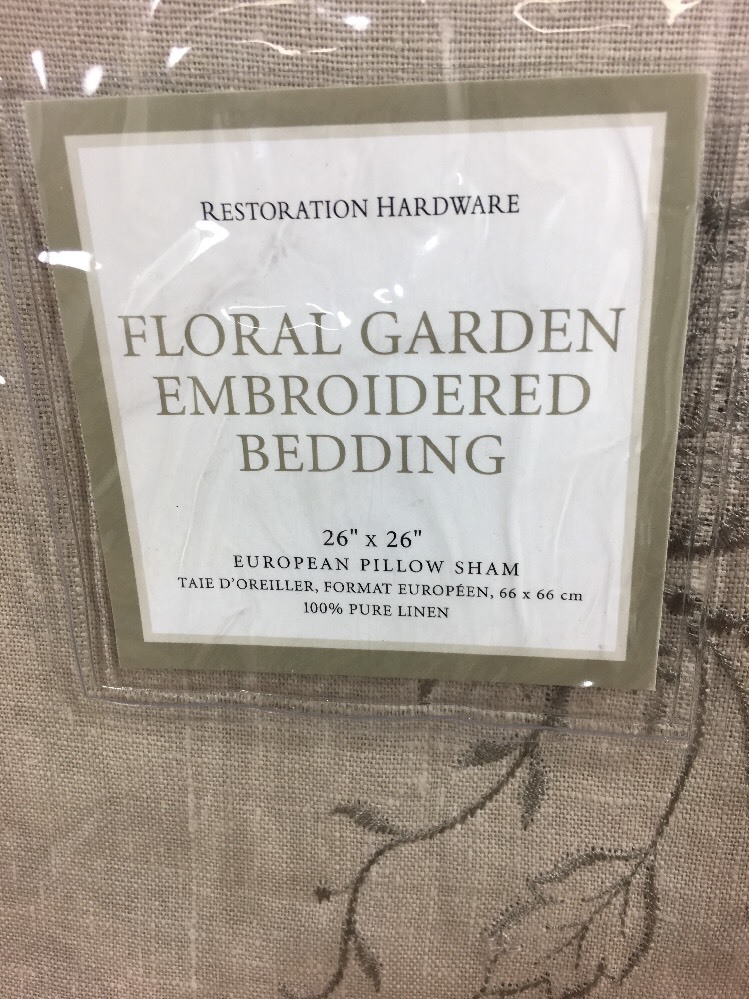 RESTORATION HARDWARE
FLORAL GARDEN
EMBROIDERED
BEDDING
26" x 26"
EUROPEAN PILLOW SHAM
TAIE D'OREILLER, FORMAT EUROPÉEN, 66 x 66 cm
100% PURE LINEN